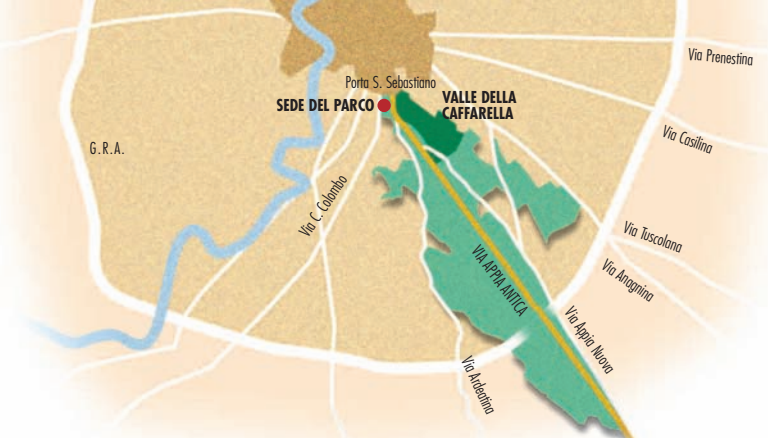 Via Prenestina
Porta S. Sebastiano
SEDE DEL PARCO
VALLE DELLA
CAFFARELLA
Via Casilina
G.R.A.
Via C. Colombo
Via Tuscolana
Via Anagnina
VIA APPIA ANTICA
Via Appia Nuova
Via Ardeatina